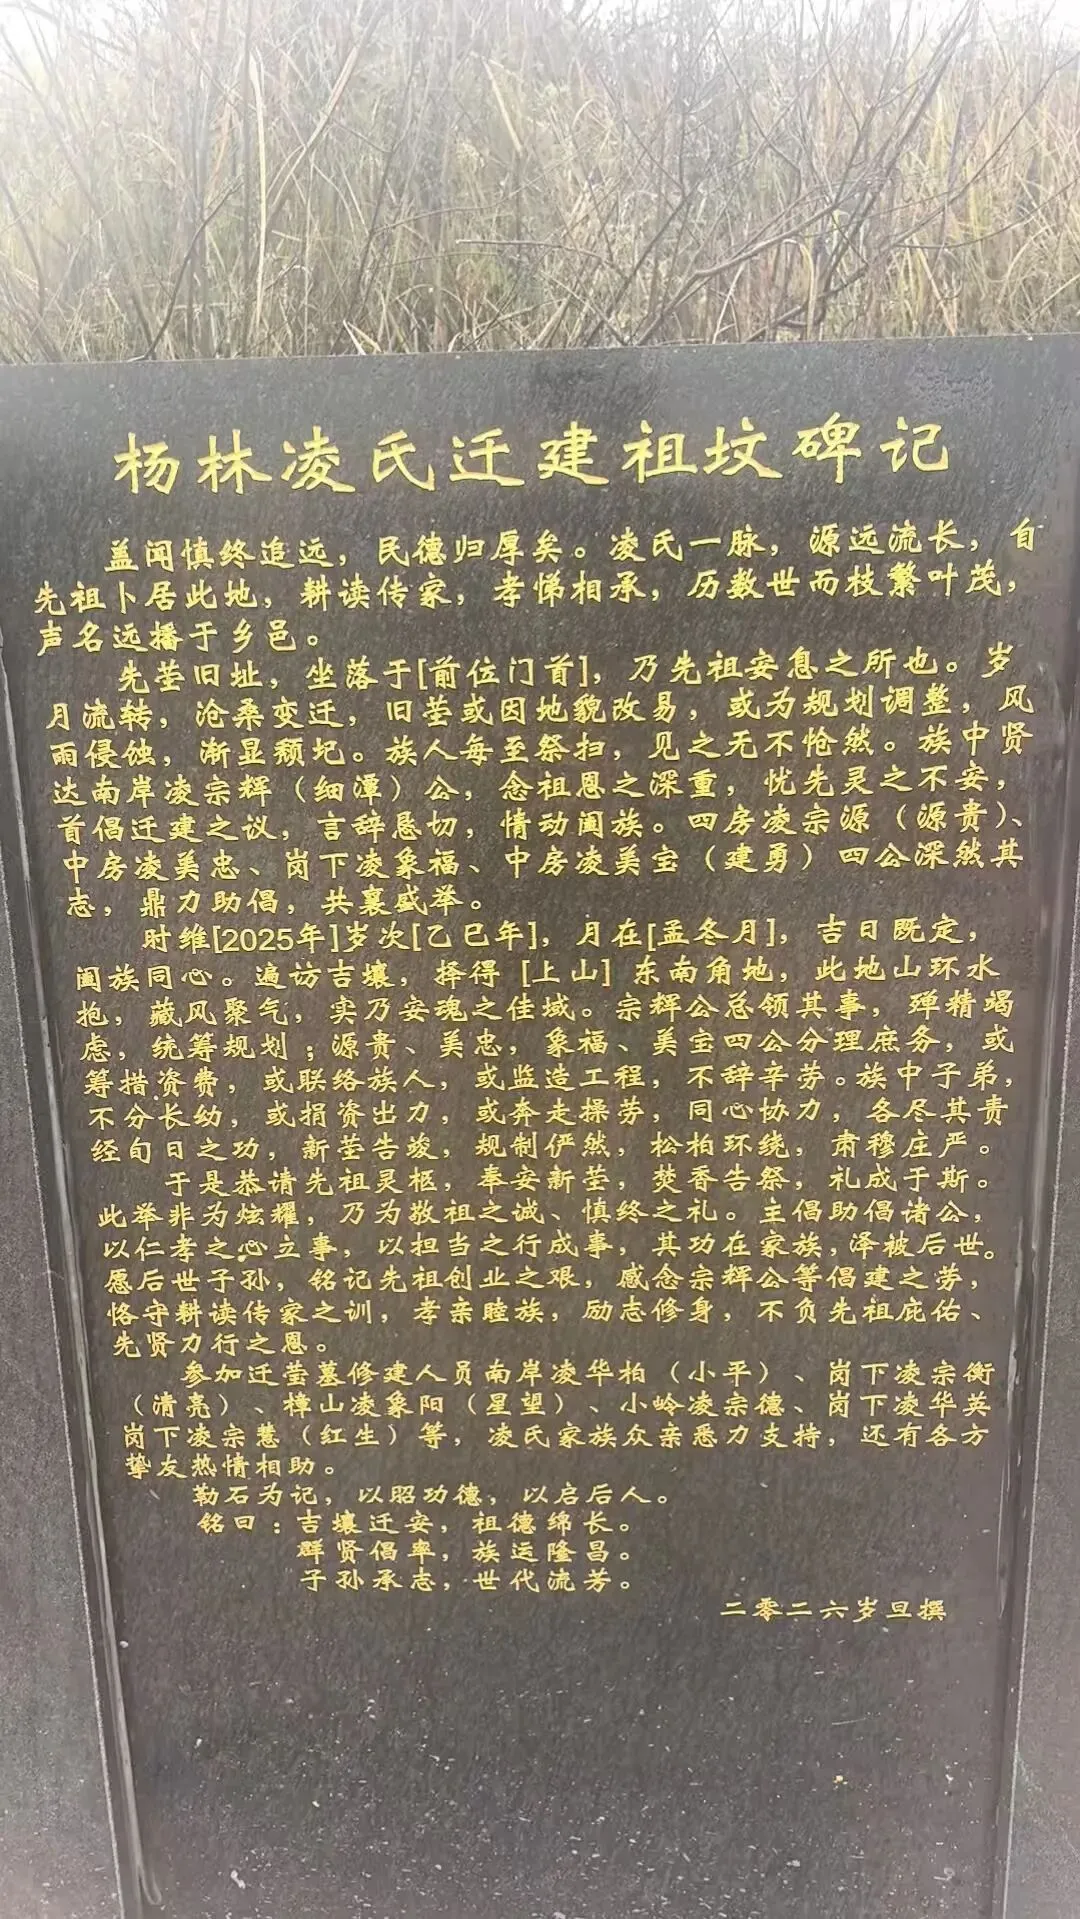 杨林凌氏迁建祖坟碑记
盖闻慎终追远，民德归厚矣。凌氏一脉，源远流长，自
先祖卜居此地，耕读传家，孝悌相承，历数世而枝繁叶茂，
声名远播于乡邑。
先茔旧址，坐落于[前位门首]，乃先祖安息之所也。岁
月流转，沧桑变迁，旧茔或因地貌改易，或为规划调整，风
雨侵蚀，渐显颓圮。族人每至祭扫，见之无不怆然。族中贤
达南岸凌宗辉（细潭）公，念祖恩之深重，忧先灵之不安，
首倡迁建之议，言辞恳切，情动阖族。四房凌宗源（源贵）、
中房凌美忠、岗下凌象福、中房凌美宝（建勇）四公深然其
志，鼎力助倡，共襄盛举。
时维[2025年]岁次[乙巳年]，月在[孟冬月]，吉日既定，
阖族同心。遍访吉壤，择得 [上山] 东南角地，此地山环水
抱，藏风聚气，实乃安魂之佳域。宗辉公总领其事，殚精竭
虑，统筹规划；源贵、美忠，象福、美宝四公分理庶务，或
筹措资费，或联络族人，或监造工程，不辞辛劳。族中子弟，
不分长幼，或捐资出力，或奔走操劳，同心协力，各尽其责
经旬日之功，新茔告竣，规制俨然，松柏环绕，肃穆庄严。
于是恭请先祖灵柩，奉安新茔，焚香告祭，礼成于斯。
此举非为炫耀，乃为敬祖之诚、慎终之礼。主倡助倡诸公，
以仁孝之心立事，以担当之行成事，其功在家族，泽被后世。
愿后世子孙，铭记先祖创业之艰，感念宗辉公等倡建之劳，
恪守耕读传家之训，孝亲睦族，励志修身，不负先祖庇佑、
先贤力行之恩。
参加迁莹墓修建人员南岸凌华柏（小平）、岗下凌宗衡
（清亮）、樟山凌象阳（星望）、小岭凌宗德、岗下凌华英
岗下凌宗慧（红生）等，凌氏家族众亲悉力支持，还有各方
挚友热情相助。
勒石为记，以昭功德，以启后人。
铭曰：吉壤迁安，祖德绵长。
群贤倡率，族运隆昌。
子孙承志，世代流芳。
二零二六岁旦撰